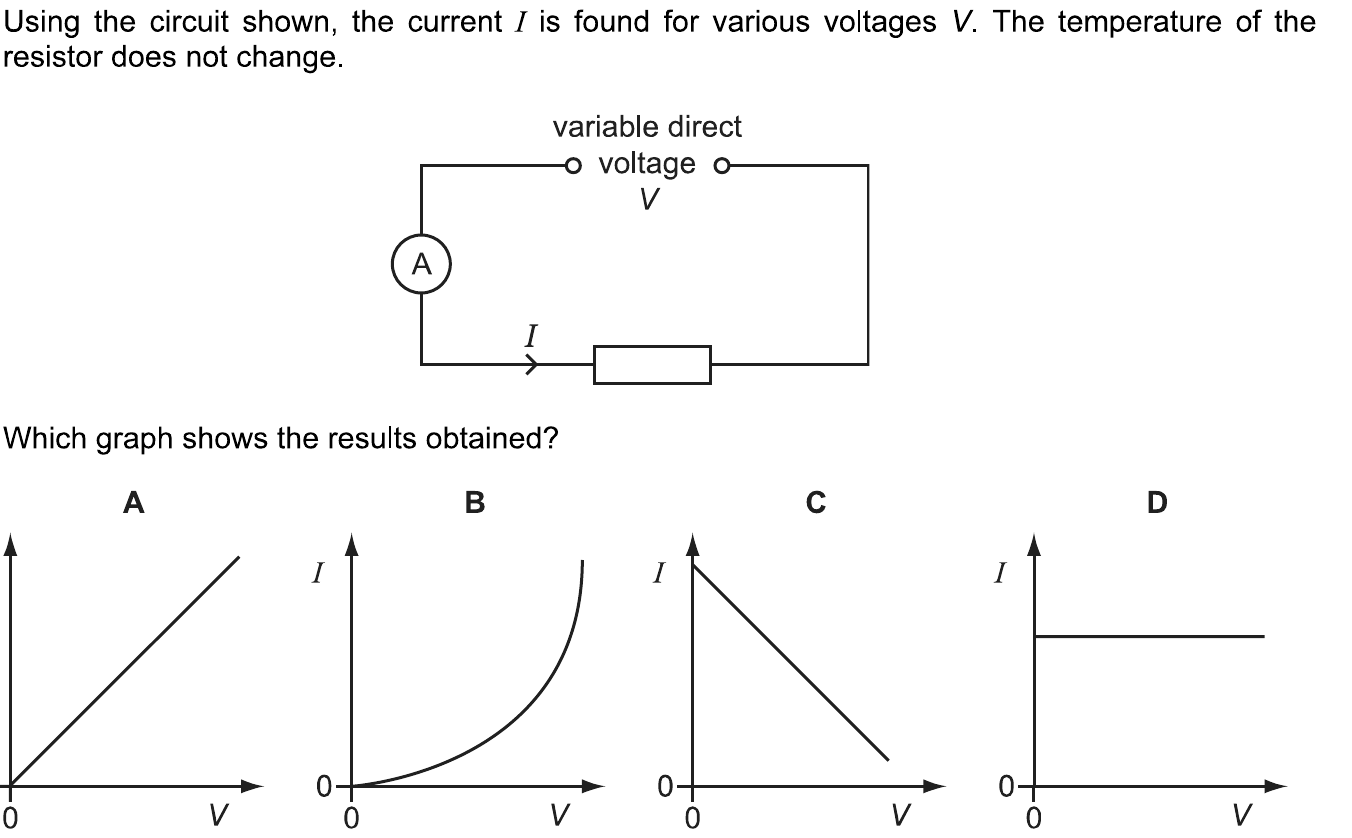 Using the circuit shown, the current I is found for various voltages V. The temperature of the
resistor does not change.
variable direct
voltage
V
A
I
Which graph shows the results obtained?
A B C D
I I I
0 0 0
0 V 0 V 0 V 0 V